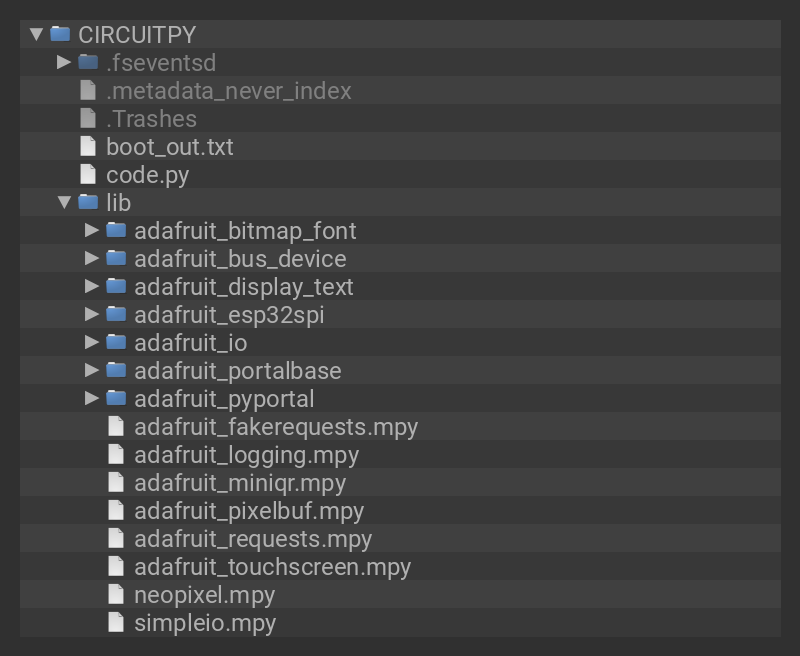 CIRCUITPY
.fseventsd
.metadata_never_index
.Trashes
boot_out.txt
code.py
lib
adafruit_bitmap_font
adafruit_bus_device
adafruit_display_text
adafruit_esp32spi
adafruit_io
adafruit_portalbase
adafruit_pyportal
adafruit_fakerequests.mpy
adafruit_logging.mpy
adafruit_miniqr.mpy
adafruit_pixelbuf.mpy
adafruit_requests.mpy
adafruit_touchscreen.mpy
neopixel.mpy
simpleio.mpy